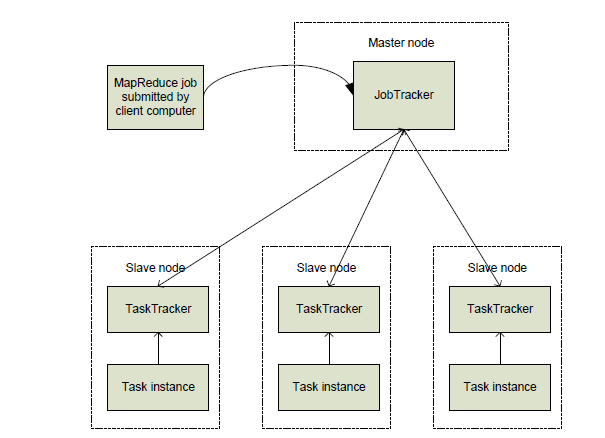 Master node
MapReduce job
submitted by
client computer
JobTracker
Slave node
Slave node
Slave node
TaskTracker
TaskTracker
TaskTracker
Task instance
Task instance
Task instance